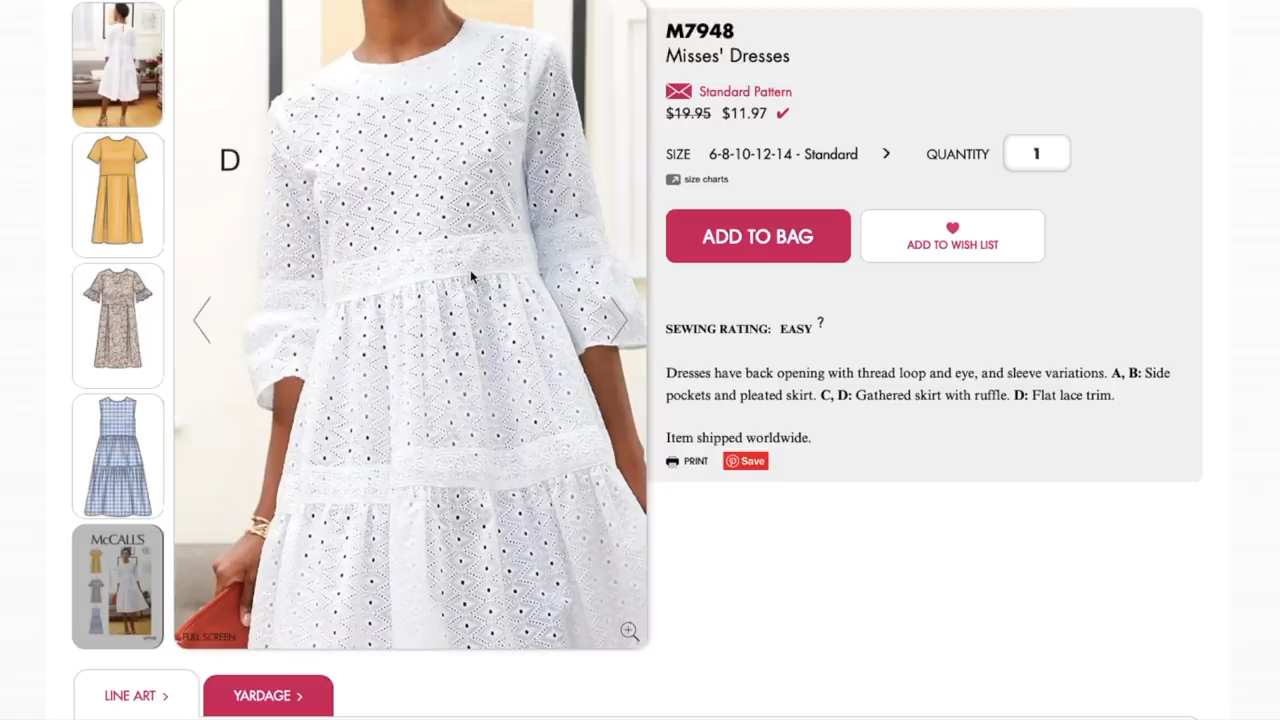 M7948
Misses' Dresses
Standard Pattern
$19.95 $11.97
SIZE 6-8-10-12-14 - Standard > QUANTITY 1
size charts
D
ADD TO BAG
ADD TO WISH LIST
SEWING RATING: EASY ?
Dresses have back opening with thread loop and eye, and sleeve variations. A, B: Side
pockets and pleated skirt. C, D: Gathered skirt with ruffle. D: Flat lace trim.
Item shipped worldwide.
PRINT Save
McCALL'S
FULL SCREEN
LINE ART >
YARDAGE >